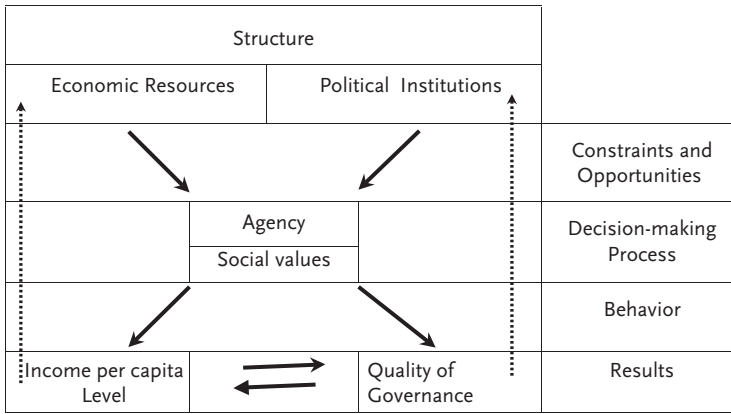 Structure
Economic Resources
Political Institutions
Constraints and
Opportunities
Agency
Social values
Decision-making
Process
Behavior
Income per capita
Level
Quality of
Governance
Results